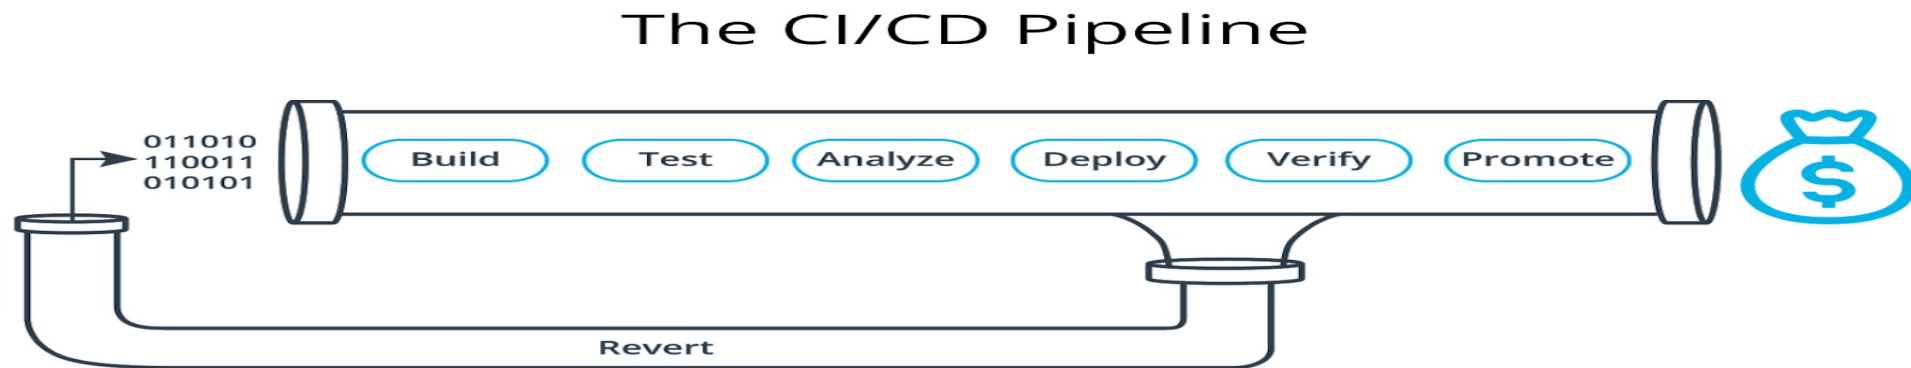 The CI/CD Pipeline
011010
110011
010101
Build Test Analyze Deploy Verify Promote
$
Revert